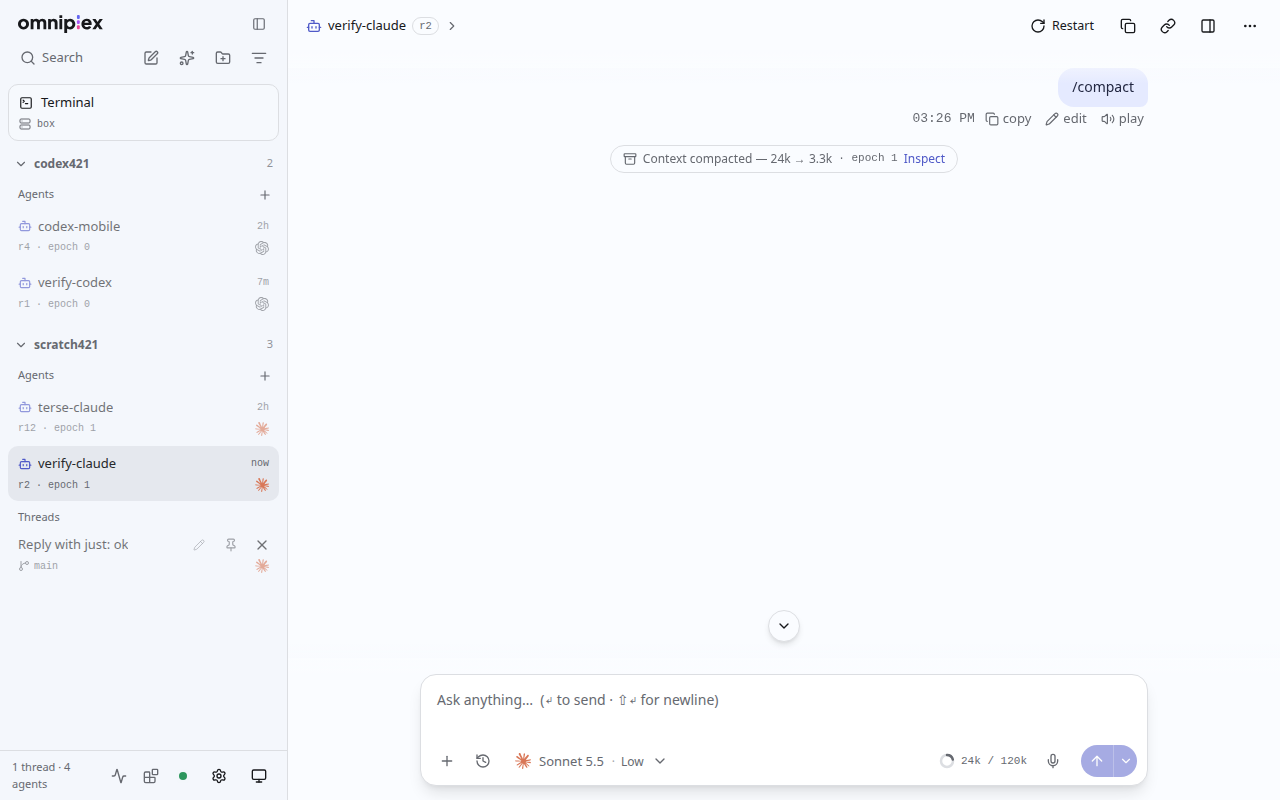 omniplex
Search
Terminal
box
codex421 2
Agents
codex-mobile 2h
r4 · epoch 0
verify-codex 7m
r1 · epoch 0
scratch421 3
Agents
terse-claude 2h
r12 · epoch 1
verify-claude now
r2 · epoch 1
Threads
Reply with just: ok
main
1 thread · 4
agents
verify-claude r2
Restart
/compact
03:26 PM copy edit play
Context compacted — 24k → 3.3k · epoch 1 Inspect
Ask anything... (↵ to send · ⇧↵ for newline)
Sonnet 5.5 · Low
24k / 120k